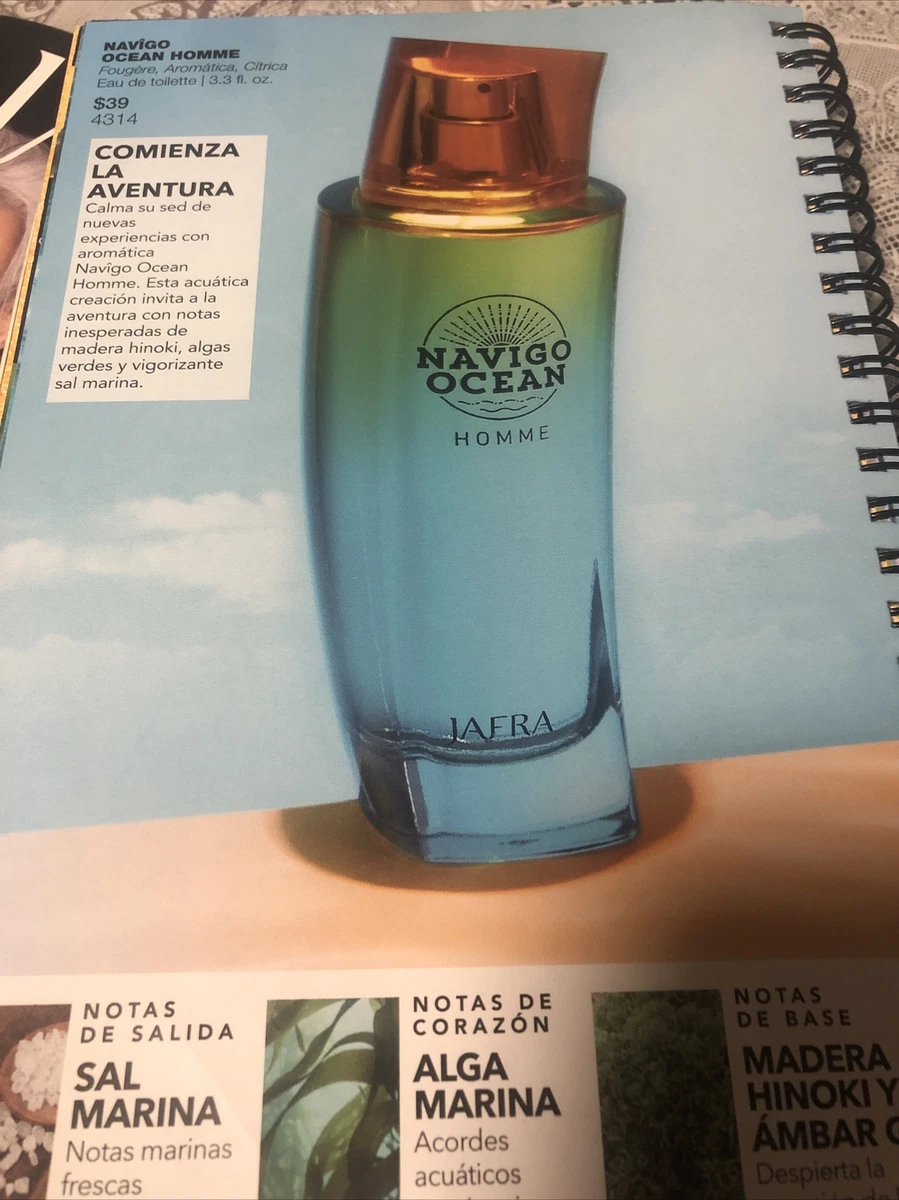 NAVÎGO
OCEAN HOMME
Fougère, Aromática, Cítrica
Eau de toilette | 3.3 fl. oz.
$39
4314
COMIENZA
LA
AVENTURA
Calma su sed de
nuevas
experiencias con
aromática
Navîgo Ocean
Homme. Esta acuática
creación invita a la
aventura con notas
inesperadas de
madera hinoki, algas
verdes y vigorizante
sal marina.
NAVIGO
OCEAN
HOMME
JAFRA
NOTAS
DE SALIDA
SAL
MARINA
Notas marinas
frescas
NOTAS DE
CORAZÓN
ALGA
MARINA
Acordes
acuáticos
NOTAS
DE BASE
MADERA
HINOKI Y
ÁMBAR
Despierta la